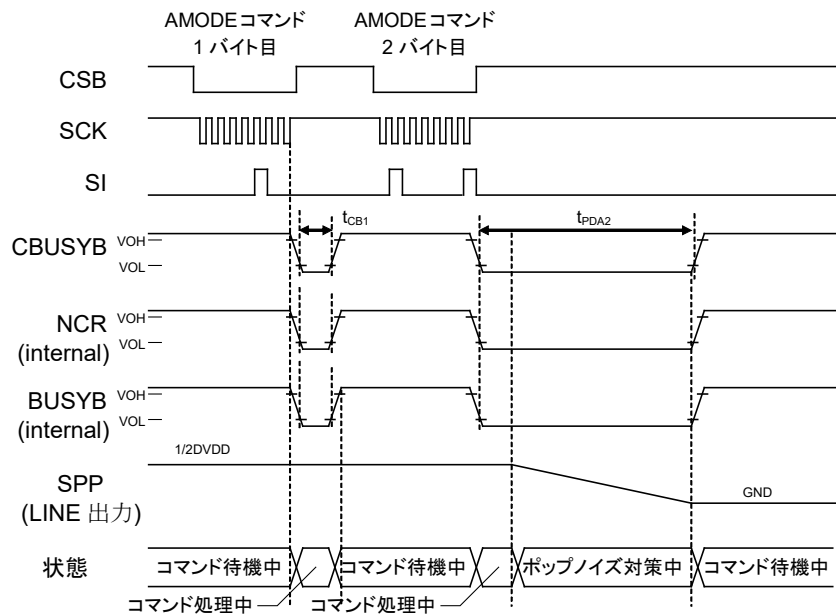 AMODEコマンド
1 バイト目
AMODEコマンド
2 バイト目
CSB
SCK
SI
tCB1
tPDA2
CBUSYB
VOH
VOL
NCR
(internal)
VOH
VOL
BUSYB
(internal)
VOH
VOL
1/2DVDD
SPP
(LINE 出力)
GND
状態
コマンド待機中
コマンド待機中
ポップノイズ対策中
コマンド待機中
コマンド処理中
コマンド処理中